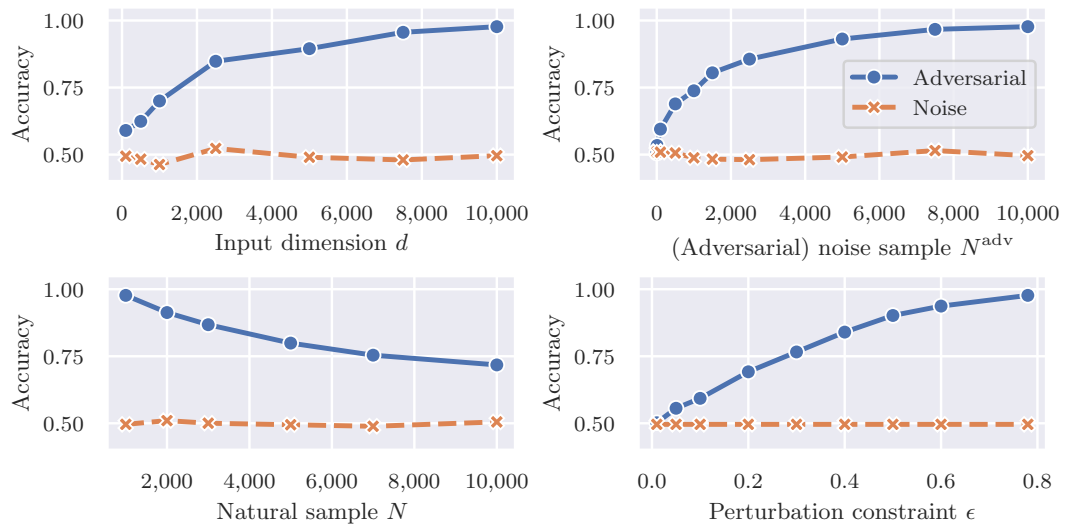 1.00
0.75
0.50
Accuracy
0 2,000 4,000 6,000 8,000 10,000
Input dimension d
1.00
0.75
0.50
Accuracy
Adversarial
Noise
0 2,000 4,000 6,000 8,000 10,000
(Adversarial) noise sample N^adv
1.00
0.75
0.50
Accuracy
2,000 4,000 6,000 8,000 10,000
Natural sample N
1.00
0.75
0.50
Accuracy
0.0 0.2 0.4 0.6 0.8
Perturbation constraint ϵ